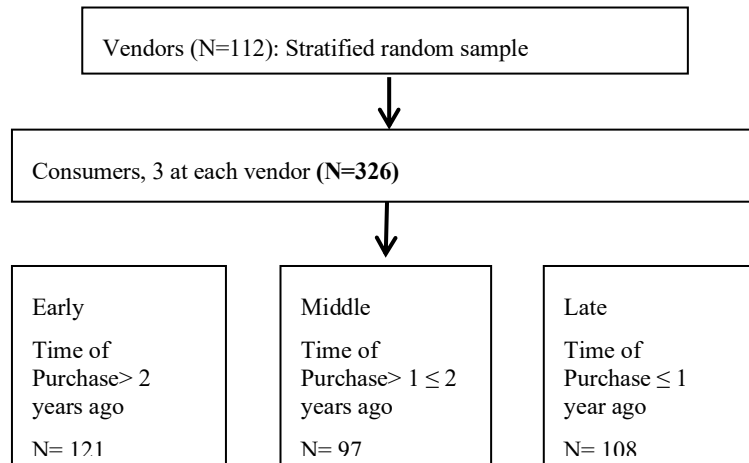 Vendors (N=112): Stratified random sample
Consumers, 3 at each vendor (N=326)
Early
Time of
Purchase> 2
years ago
N= 121
Middle
Time of
Purchase> 1 ≤ 2
years ago
N= 97
Late
Time of
Purchase ≤ 1
year ago
N= 108